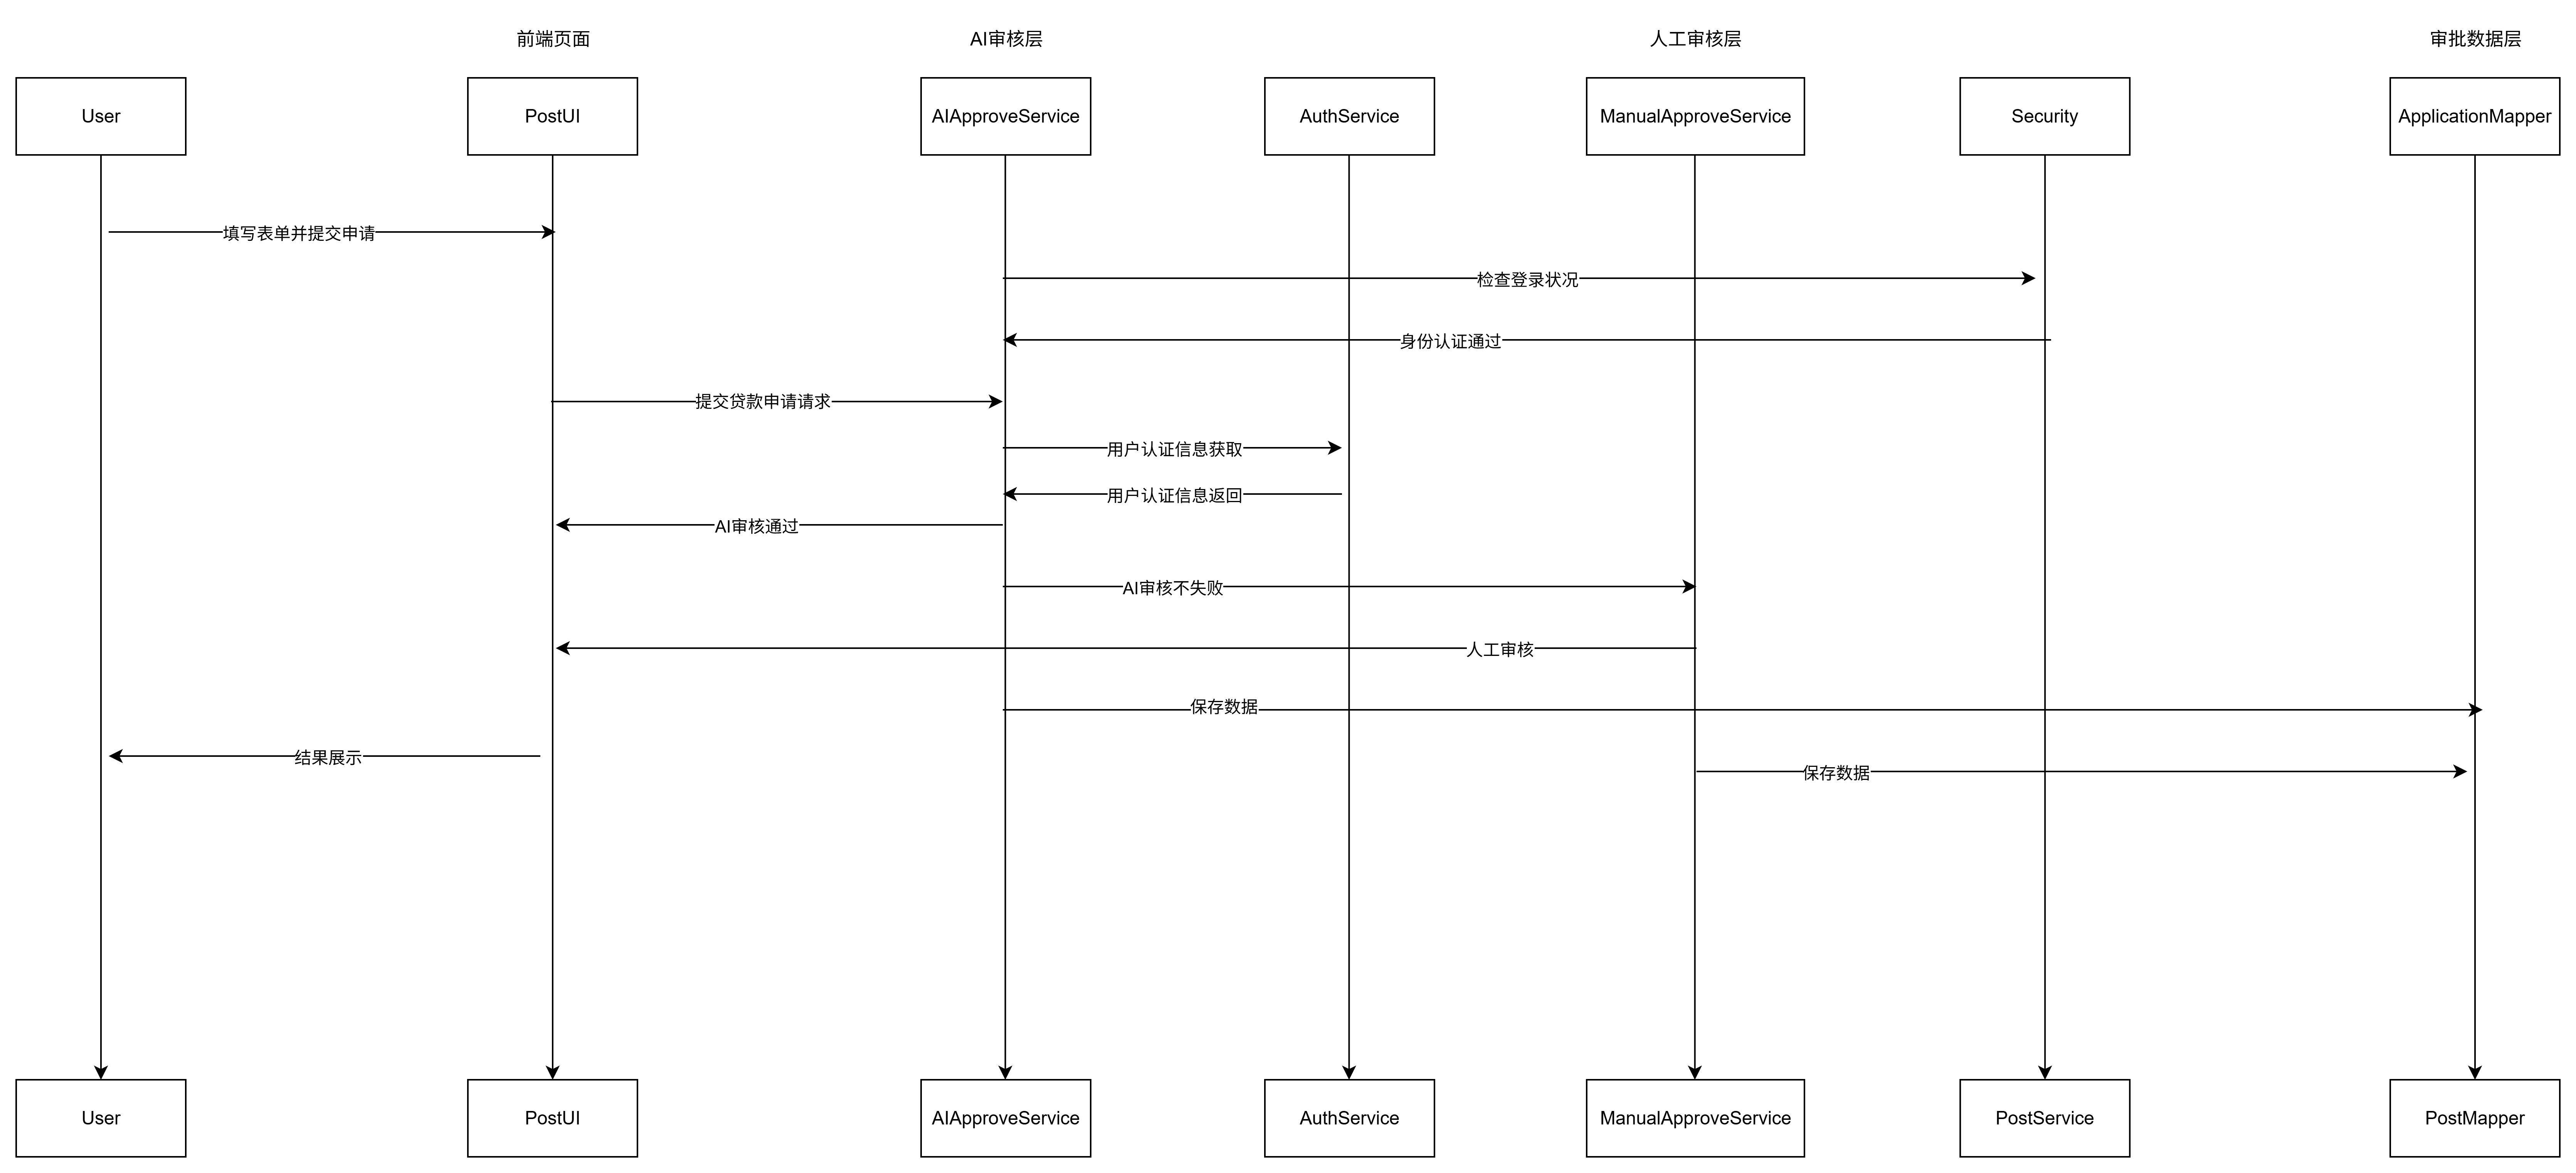 前端页面
AI审核层
人工审核层
审批数据层
User
PostUI
AIApproveService
AuthService
ManualApproveService
Security
ApplicationMapper
填写表单并提交申请
检查登录状况
身份认证通过
提交贷款申请请求
用户认证信息获取
用户认证信息返回
AI审核通过
AI审核不失败
人工审核
保存数据
结果展示
保存数据
User
PostUI
AIApproveService
AuthService
ManualApproveService
PostService
PostMapper